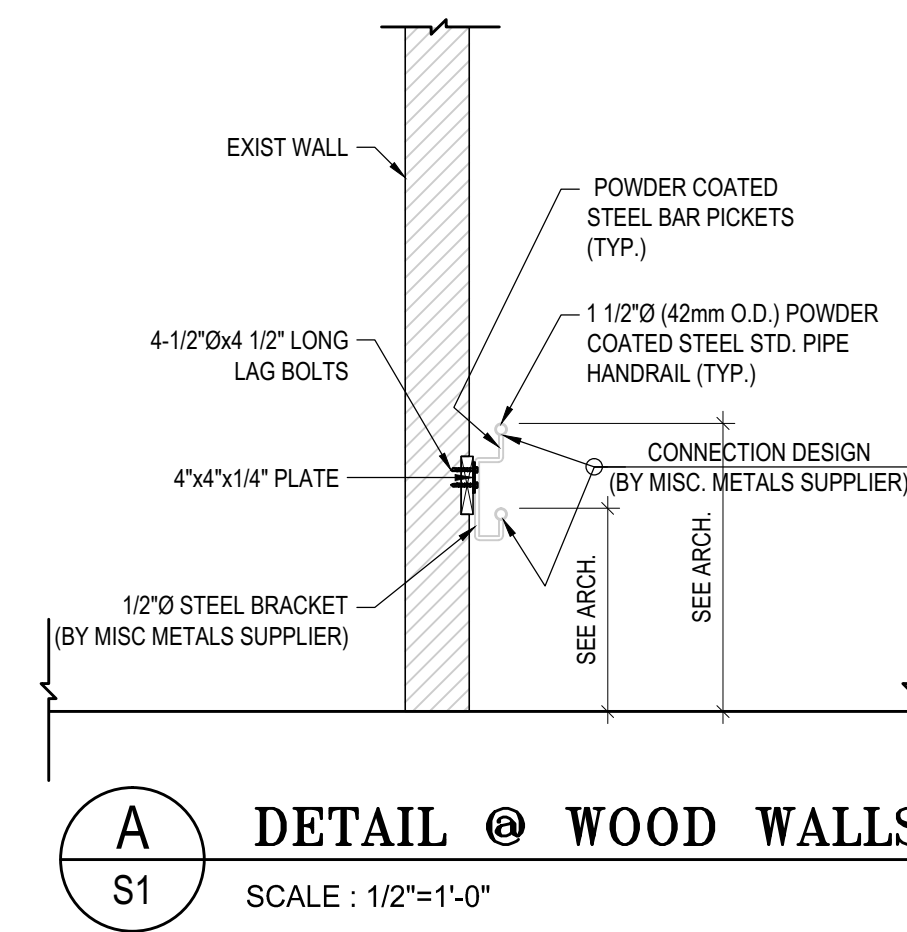 EXIST WALL
POWDER COATED
STEEL BAR PICKETS
(TYP.)
1 1/2"Ø (42mm O.D.) POWDER
COATED STEEL STD. PIPE
HANDRAIL (TYP.)
4-1/2"Øx4 1/2" LONG
LAG BOLTS
CONNECTION DESIGN
(BY MISC. METALS SUPPLIER)
4"x4"x1/4" PLATE
SEE ARCH.
SEE ARCH.
1/2"Ø STEEL BRACKET
(BY MISC METALS SUPPLIER)
A
S1
DETAIL @ WOOD WALLS
SCALE : 1/2"=1'-0"